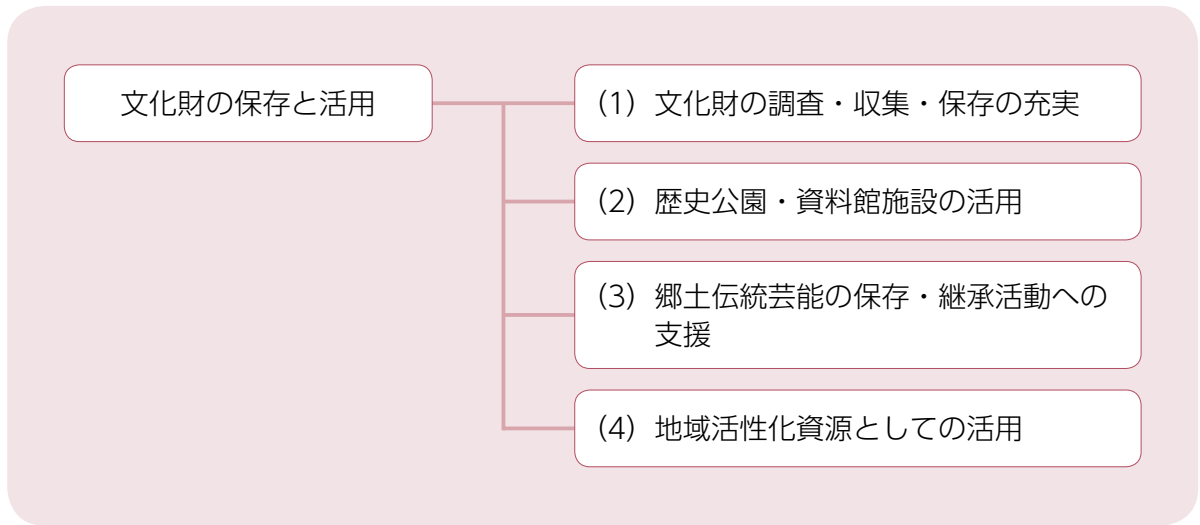 文化財の保存と活用
(1) 文化財の調査・収集・保存の充実
(2) 歴史公園・資料館施設の活用
(3) 郷土伝統芸能の保存・継承活動への
支援
(4) 地域活性化資源としての活用